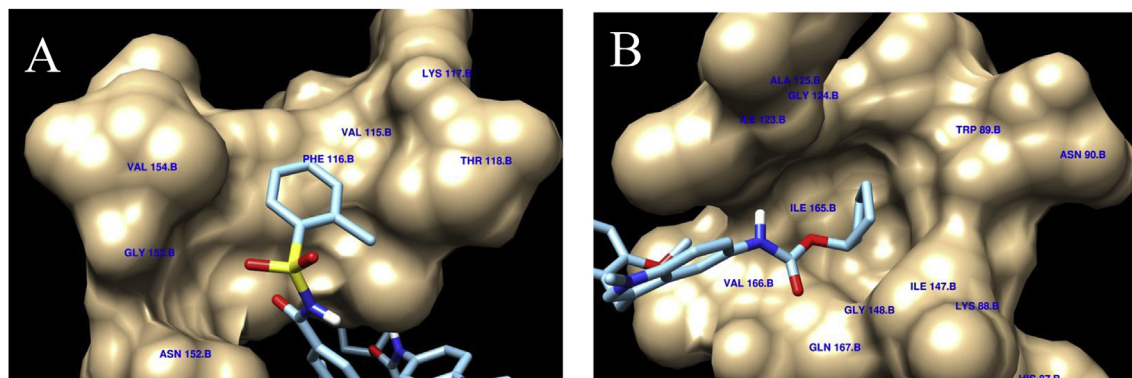 A
LYS 117.B
VAL 115.B
PHE 116.B
THR 118.B
VAL 154.B
GLY 153.B
ASN 152.B
B
ALA 125.B
GLY 124.B
ILE 123.B
TRP 89.B
ASN 90.B
ILE 165.B
VAL 166.B
ILE 147.B
GLY 148.B
LYS 88.B
GLN 167.B